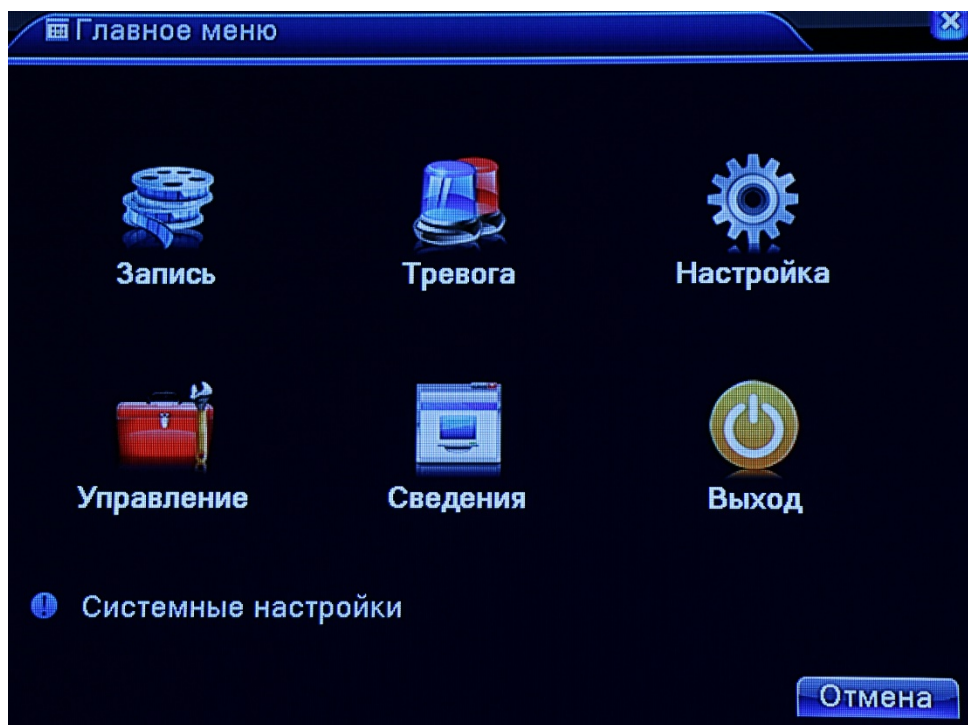 Главное меню
Запись
Тревога
Настройка
Управление
Сведения
Выход
Системные настройки
Отмена